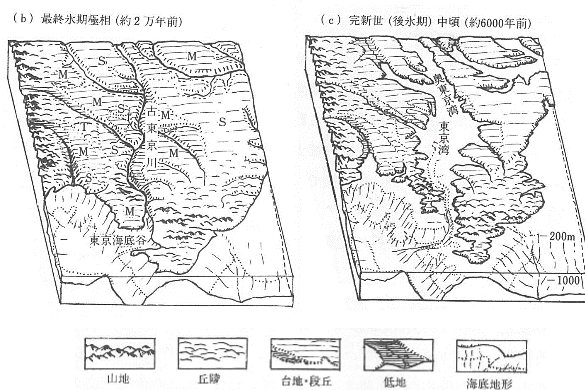 (b) 最終氷期極相(約2万年前)
(c) 完新世(後氷期)中頃(約6000年前)
M
S
M
M
S
M
S
T
M
M
S
M
古東京川
東京海底谷
奥東京湾
東京湾
-200m
-1000
山地
丘陵
台地・段丘
低地
海底地形